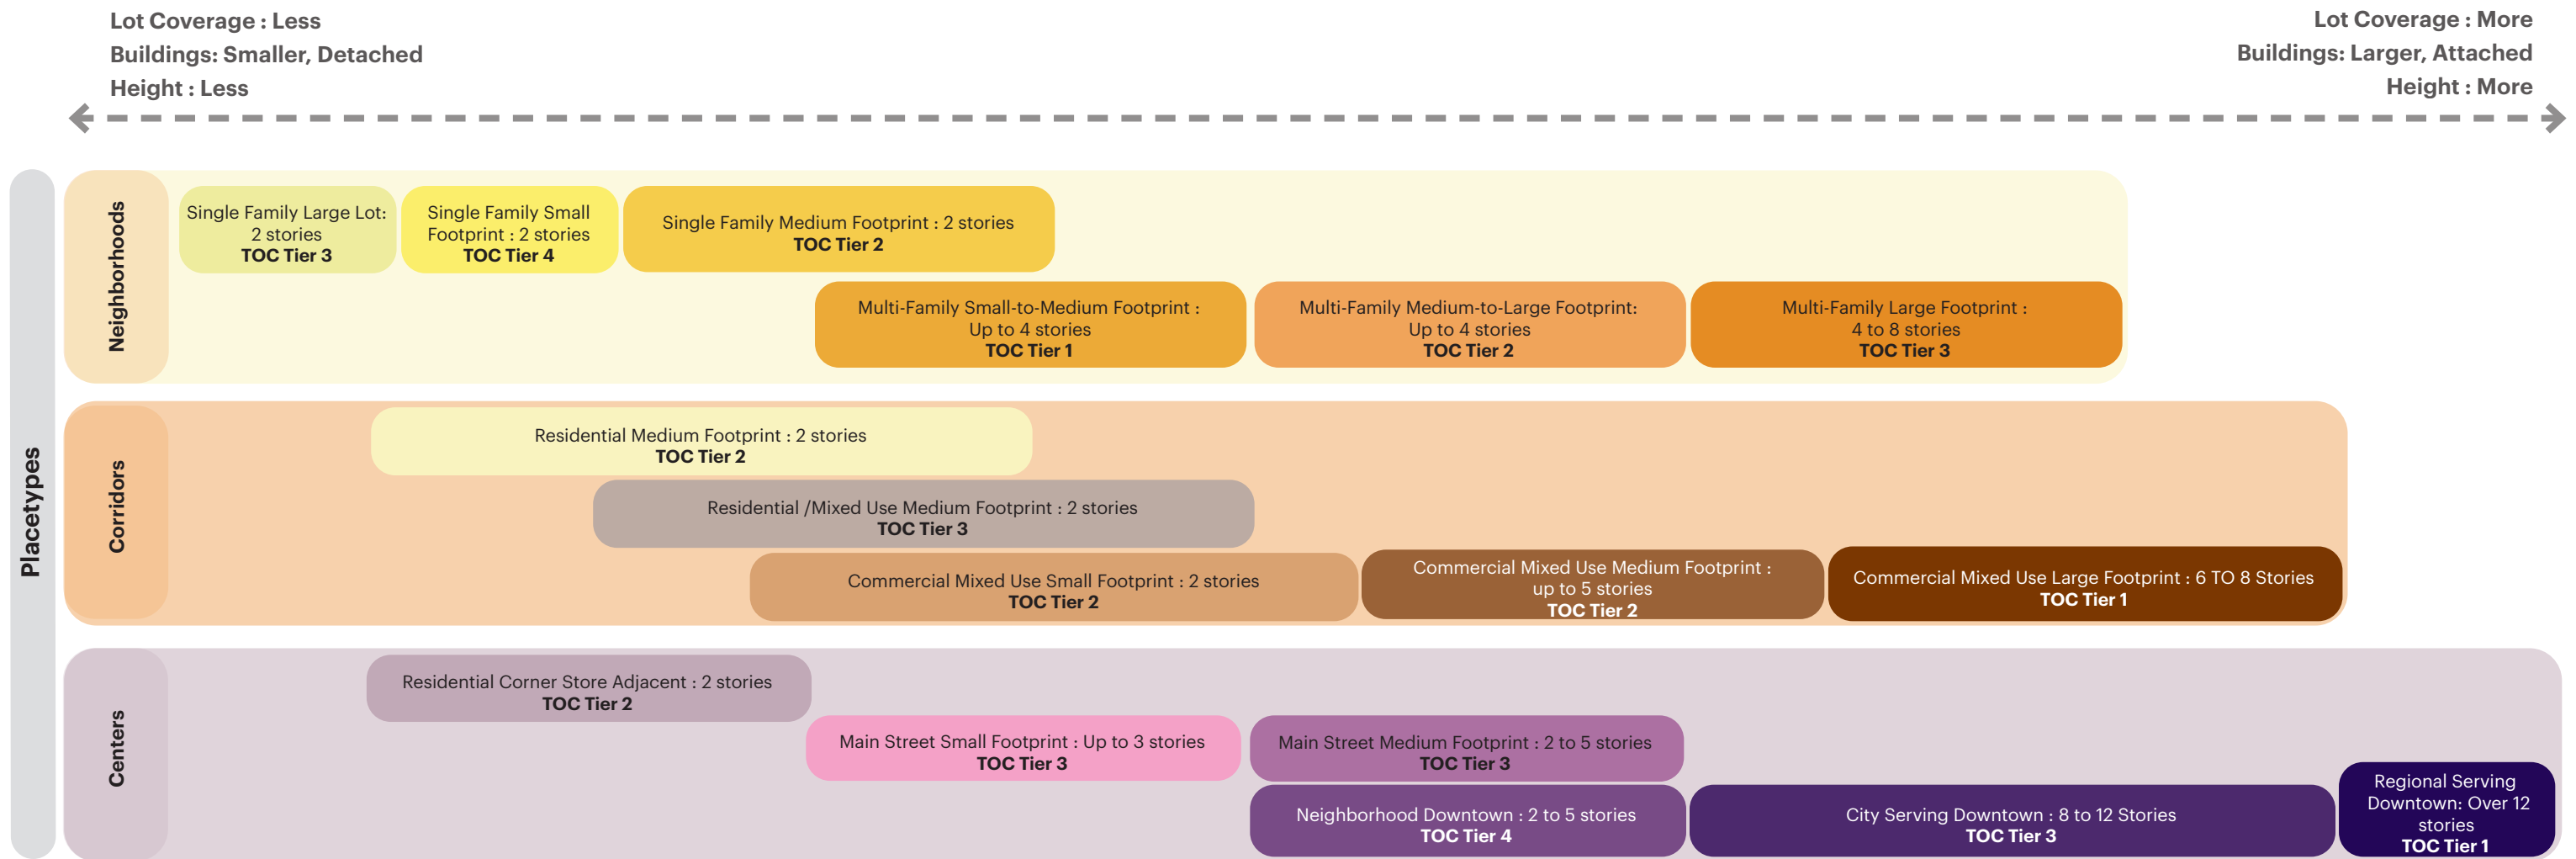 Lot Coverage : Less
Buildings: Smaller, Detached
Height : Less
Lot Coverage : More
Buildings: Larger, Attached
Height : More
Placetypes
Neighborhoods
Single Family Large Lot:
2 stories
TOC Tier 3
Single Family Small
Footprint : 2 stories
TOC Tier 4
Single Family Medium Footprint : 2 stories
TOC Tier 2
Multi-Family Small-to-Medium Footprint :
Up to 4 stories
TOC Tier 1
Multi-Family Medium-to-Large Footprint:
Up to 4 stories
TOC Tier 2
Multi-Family Large Footprint :
4 to 8 stories
TOC Tier 3
Corridors
Residential Medium Footprint : 2 stories
TOC Tier 2
Residential /Mixed Use Medium Footprint : 2 stories
TOC Tier 3
Commercial Mixed Use Small Footprint : 2 stories
TOC Tier 2
Commercial Mixed Use Medium Footprint :
up to 5 stories
TOC Tier 2
Commercial Mixed Use Large Footprint : 6 TO 8 Stories
TOC Tier 1
Centers
Residential Corner Store Adjacent : 2 stories
TOC Tier 2
Main Street Small Footprint : Up to 3 stories
TOC Tier 3
Main Street Medium Footprint : 2 to 5 stories
TOC Tier 3
Neighborhood Downtown : 2 to 5 stories
TOC Tier 4
City Serving Downtown : 8 to 12 Stories
TOC Tier 3
Regional Serving
Downtown: Over 12
stories
TOC Tier 1